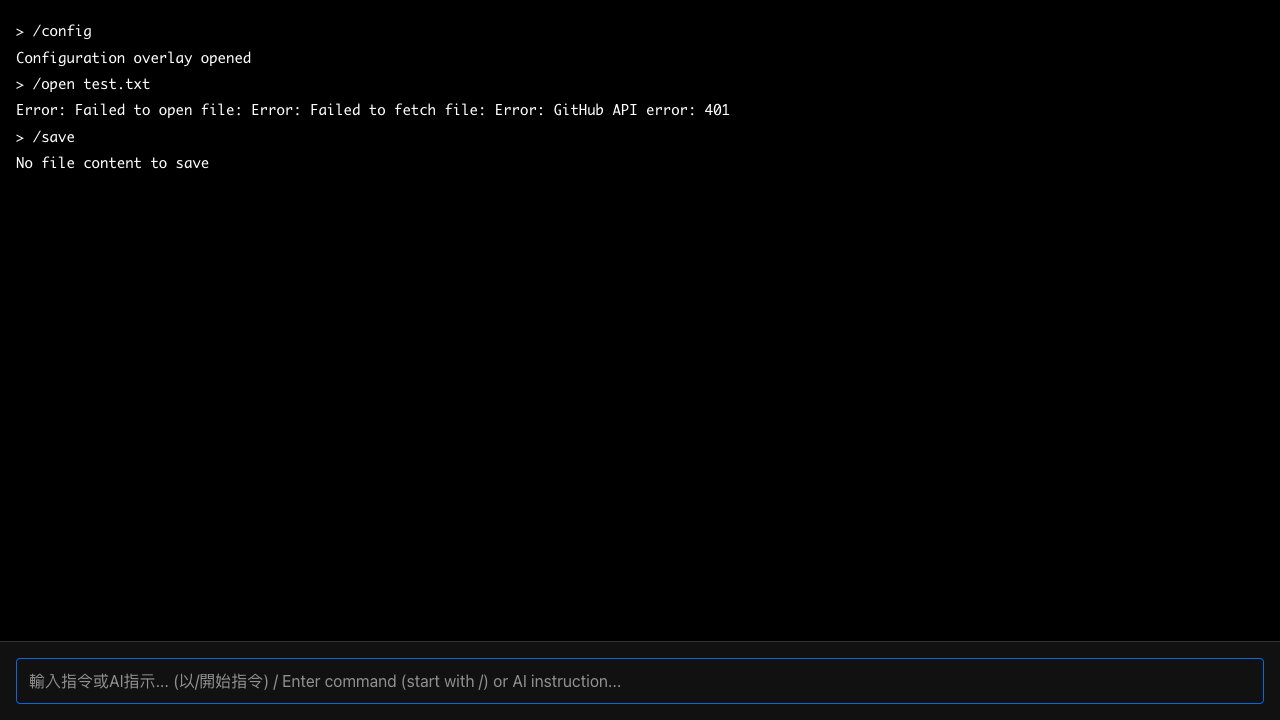 > /config
Configuration overlay opened
> /open test.txt
Error: Failed to open file: Error: Failed to fetch file: Error: GitHub API error: 401
> /save
No file content to save
輸入指令或AI指示... (以/開始指令) / Enter command (start with /) or AI instruction...